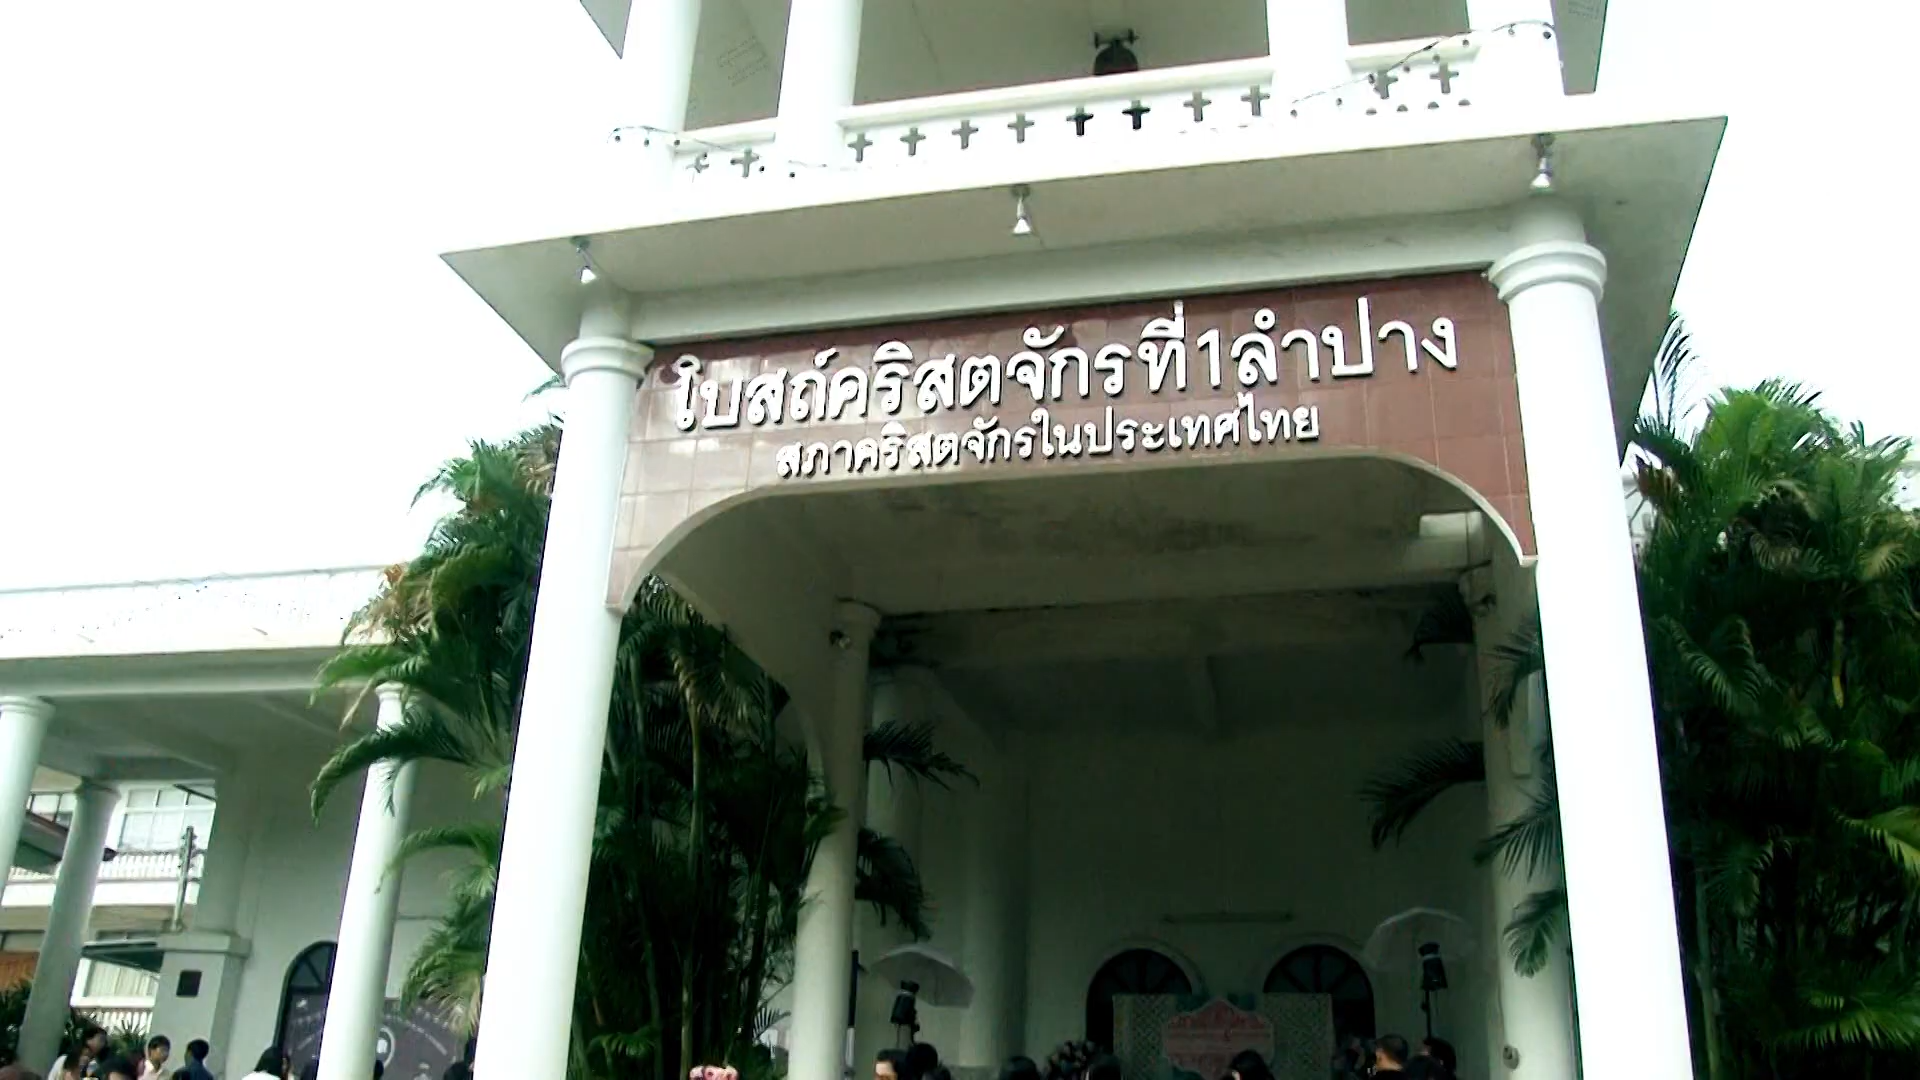 โบสถ์คริสตจักรที่1ลำปาง
สภาคริสตจักรในประเทศไทย